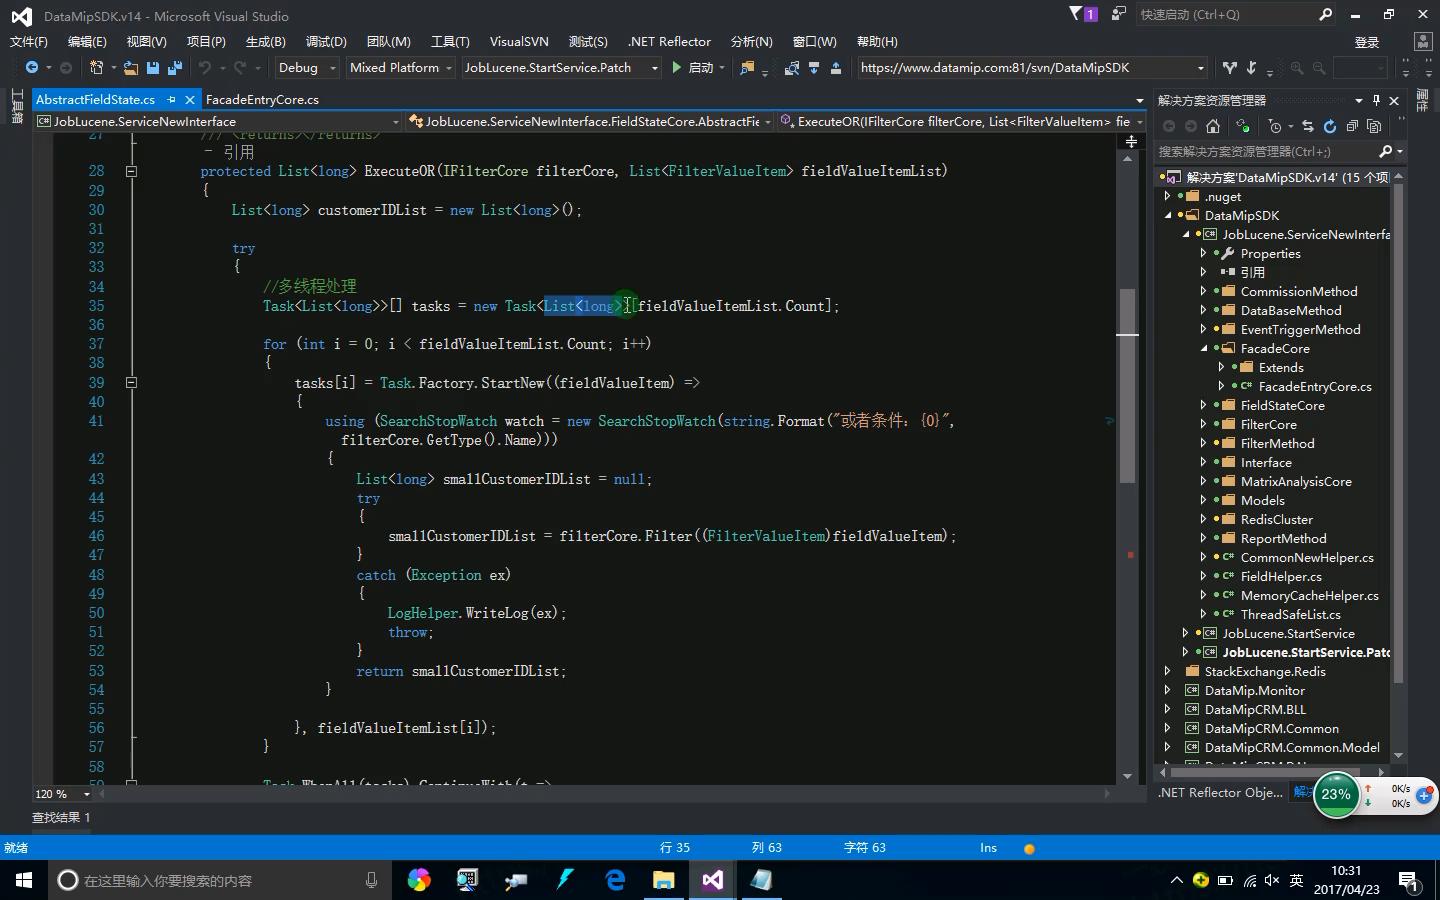 DataMipSDK.v14 - Microsoft Visual Studio
1
快速启动 (Ctrl+Q)
文件(F) 编辑(E) 视图(V) 项目(P) 生成(B) 调试(D) 团队(M) 工具(T) VisualSVN 测试(S) .NET Reflector 分析(N) 窗口(W) 帮助(H) 登录
Debug Mixed Platform JobLucene.StartService.Patch 启动 https://www.datamip.com:81/svn/DataMipSDK
工具箱
AbstractFieldState.cs FacadeEntryCore.cs
JobLucene.ServiceNewInterface JobLucene.ServiceNewInterface.FieldStateCore.AbstractFie ExecuteOR(IFilterCore filterCore, List<FilterValueItem> fie
27 /// <returns></returns>
- 引用
28 protected List<long> ExecuteOR(IFilterCore filterCore, List<FilterValueItem> fieldValueItemList)
29 {
30 List<long> customerIDList = new List<long>();
31
32 try
33 {
34 //多线程处理
35 Task<List<long>>[] tasks = new Task<List<long>>[fieldValueItemList.Count];
36
37 for (int i = 0; i < fieldValueItemList.Count; i++)
38 {
39 tasks[i] = Task.Factory.StartNew((fieldValueItem) =>
40 {
41 using (SearchStopWatch watch = new SearchStopWatch(string.Format("或者条件：{0}",
filterCore.GetType().Name)))
42 {
43 List<long> smallCustomerIDList = null;
44 try
45 {
46 smallCustomerIDList = filterCore.Filter((FilterValueItem)fieldValueItem);
47 }
48 catch (Exception ex)
49 {
50 LogHelper.WriteLog(ex);
51 throw;
52 }
53 return smallCustomerIDList;
54 }
55
56 }, fieldValueItemList[i]);
57 }
58
59 Task.WhenAll(tasks).ContinueWith(t =>
120 %
查找结果 1
解决方案资源管理器
属性
搜索解决方案资源管理器(Ctrl+;)
解决方案'DataMipSDK.v14' (15 个项
.nuget
DataMipSDK
JobLucene.ServiceNewInterfa
Properties
引用
CommissionMethod
DataBaseMethod
EventTriggerMethod
FacadeCore
Extends
C# FacadeEntryCore.cs
FieldStateCore
FilterCore
FilterMethod
Interface
MatrixAnalysisCore
Models
RedisCluster
ReportMethod
C# CommonNewHelper.cs
C# FieldHelper.cs
C# MemoryCacheHelper.cs
C# ThreadSafeList.cs
C# JobLucene.StartService
C# JobLucene.StartService.Patc
StackExchange.Redis
C# DataMip.Monitor
C# DataMipCRM.BLL
C# DataMipCRM.Common
C# DataMipCRM.Common.Model
.NET Reflector Obje... 解决
23% 0K/s
0K/s
就绪 行 35 列 63 字符 63 Ins
在这里输入你要搜索的内容
英
10:31
2017/04/23
1